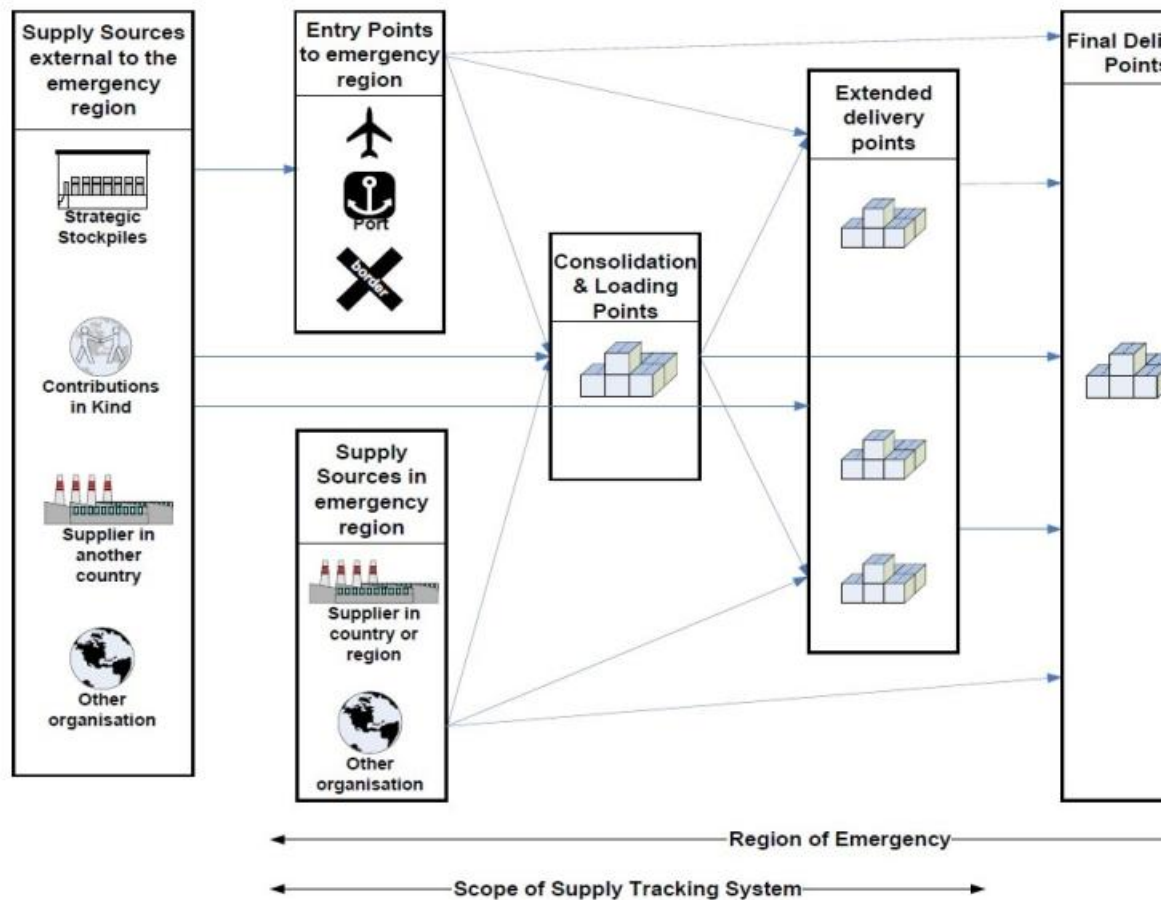 Supply Sources
external to the
emergency
region
Strategic
Stockpiles
Contributions
in Kind
Supplier in
another
country
Other
organisation
Entry Points
to emergency
region
Port
border
Supply
Sources in
emergency
region
Supplier in
country or
region
Other
organisation
Consolidation
& Loading
Points
Extended
delivery
points
Final
Points
Region of Emergency
Scope of Supply Tracking System